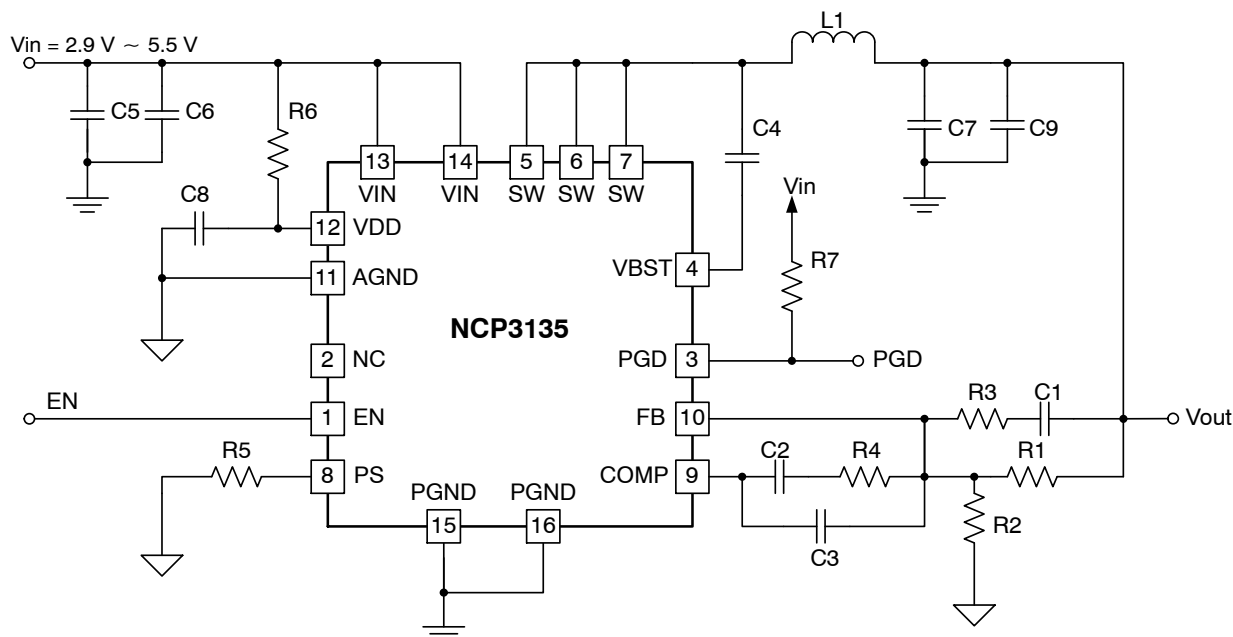 L1
Vin = 2.9 V ~ 5.5 V
C5
C6
R6
C4
C7
C9
13
14
5
6
7
VIN
VIN
SW
SW
SW
Vin
C8
12
VDD
VBST
4
R7
11
AGND
NCP3135
2
NC
PGD
3
PGD
EN
1
EN
FB
10
R3
C1
Vout
R5
8
PS
COMP
9
C2
R4
R1
PGND
PGND
15
16
R2
C3